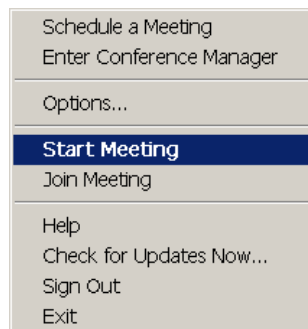 Schedule a Meeting
Enter Conference Manager
Options...
Start Meeting
Join Meeting
Help
Check for Updates Now...
Sign Out
Exit